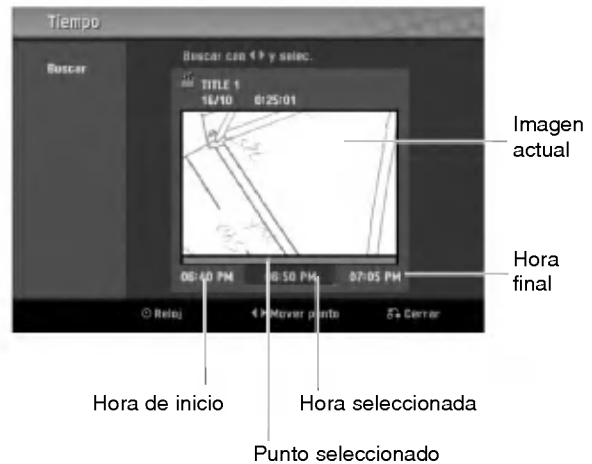 Tiempo
Buscar
Buscar con ◀ ▶ y selec.
TITLE 1
16/10 0:25:01
Imagen actual
06:40 PM 06:50 PM 07:05 PM
Hora final
Reloj ◀ ▶ Mover punto Cerrar
Hora de inicio Hora seleccionada
Punto seleccionado